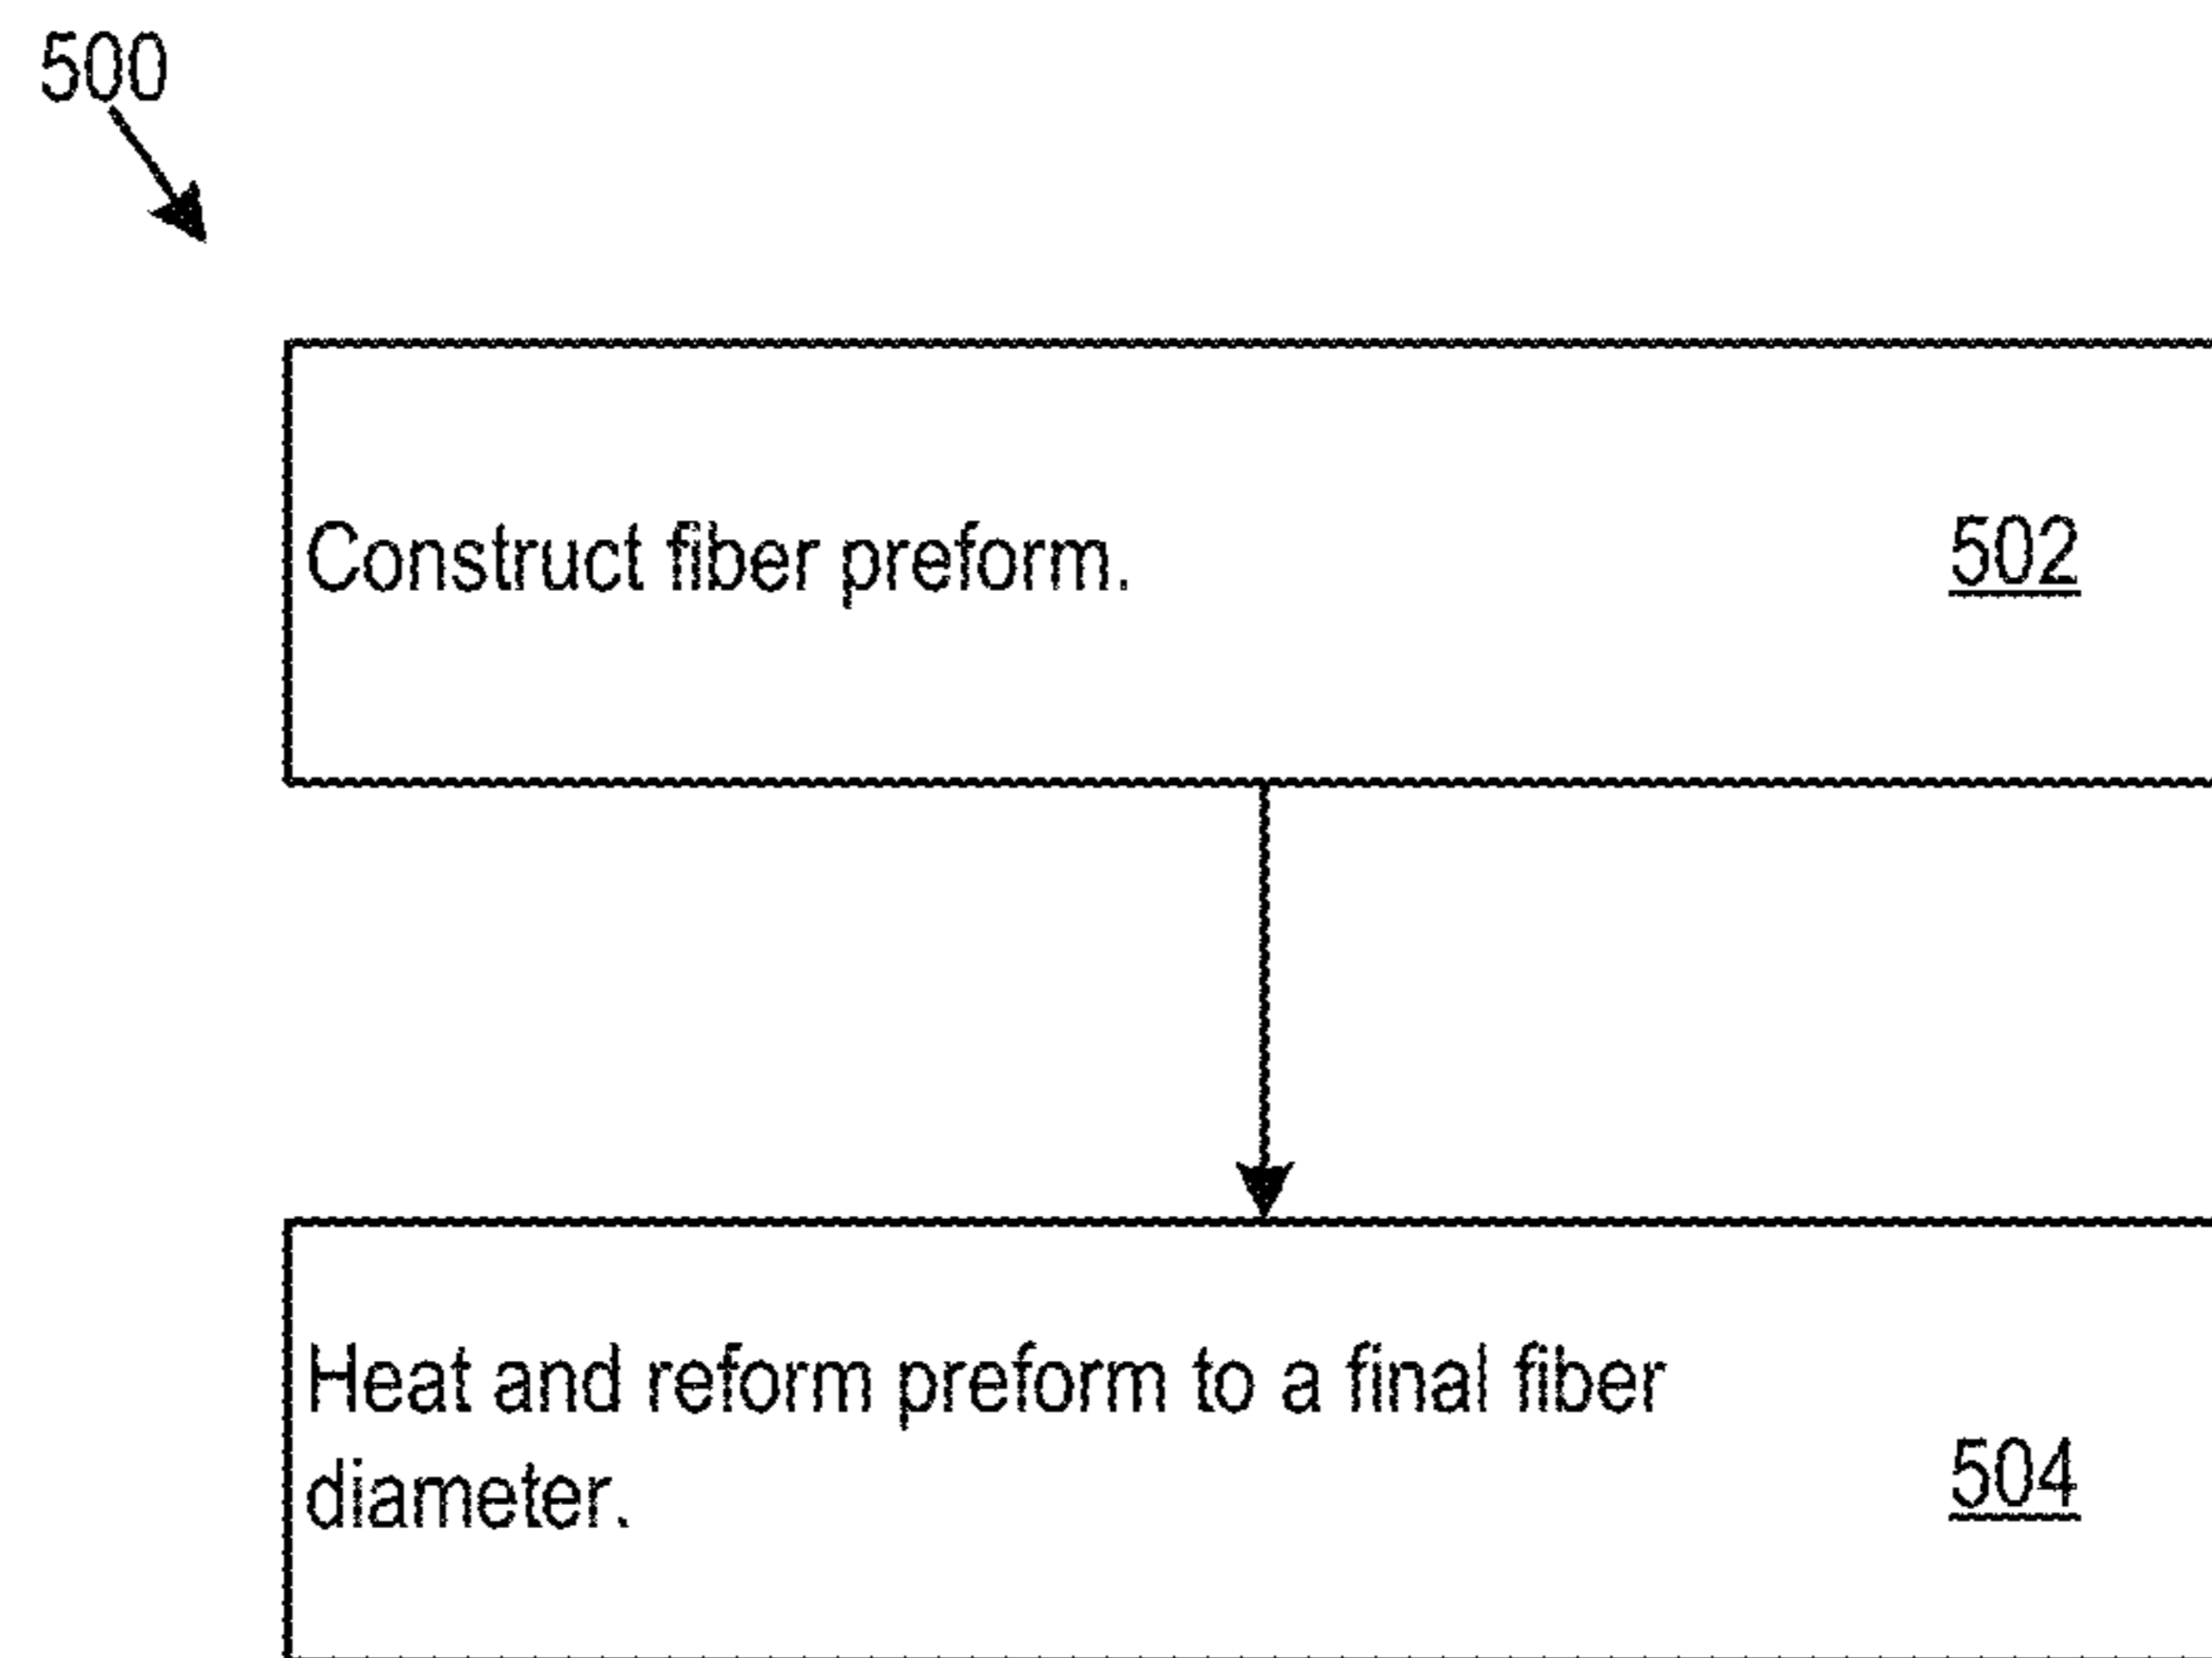 500
Construct fiber preform.
502
Heat and reform preform to a final fiber
diameter.
504